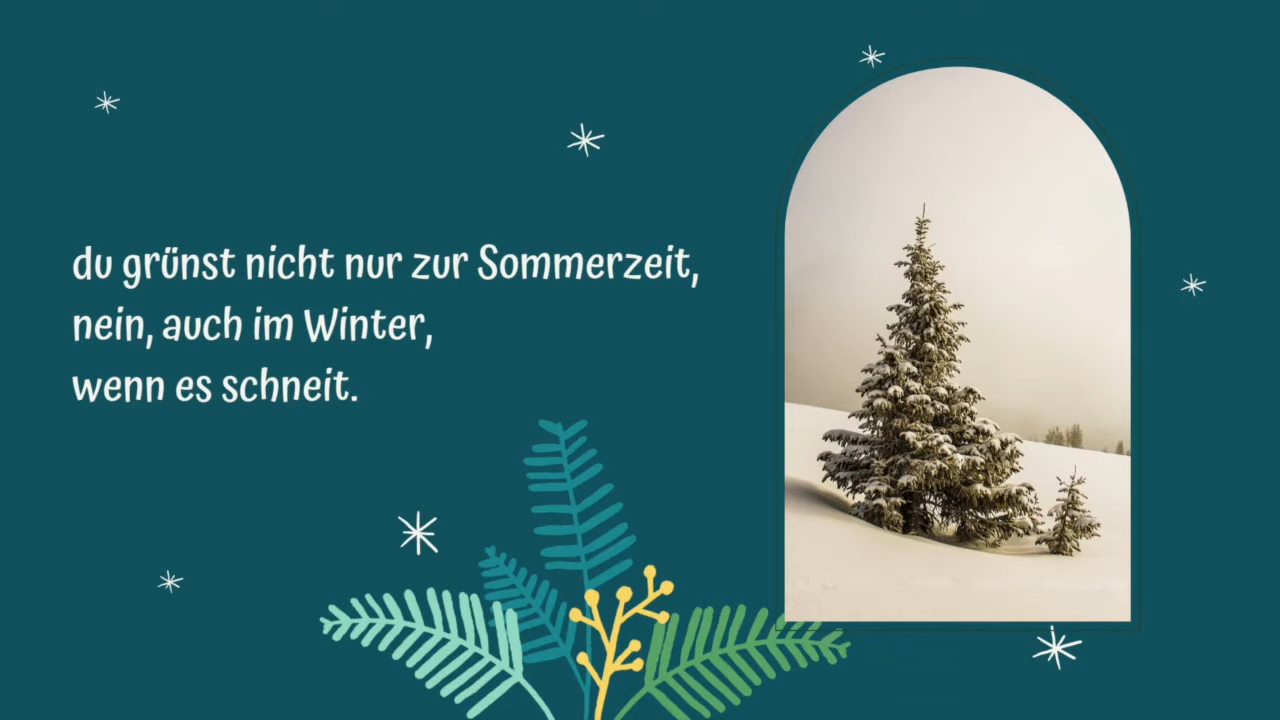 du grünst nicht nur zur Sommerzeit,
nein, auch im Winter,
wenn es schneit.